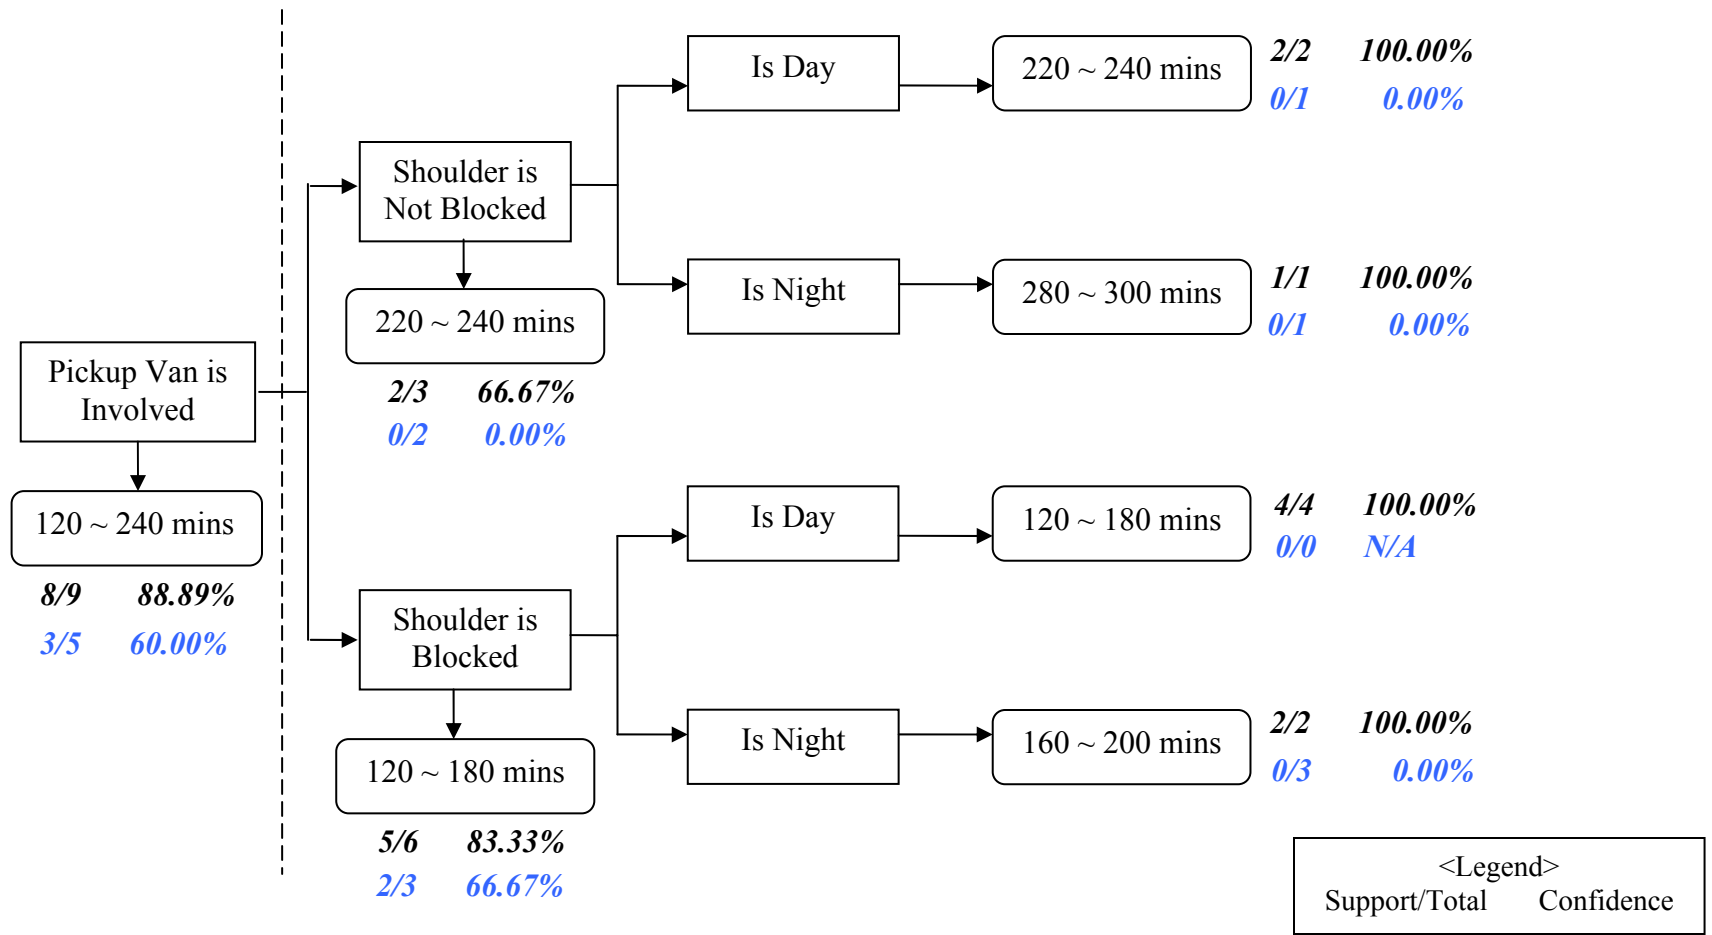 Pickup Van is
Involved
120 ~ 240 mins
8/9 88.89%
3/5 60.00%
Shoulder is
Not Blocked
220 ~ 240 mins
2/3 66.67%
0/2 0.00%
Is Day
220 ~ 240 mins
2/2 100.00%
0/1 0.00%
Is Night
280 ~ 300 mins
1/1 100.00%
0/1 0.00%
Shoulder is
Blocked
120 ~ 180 mins
5/6 83.33%
2/3 66.67%
Is Day
120 ~ 180 mins
4/4 100.00%
0/0 N/A
Is Night
160 ~ 200 mins
2/2 100.00%
0/3 0.00%
<Legend>
Support/Total Confidence